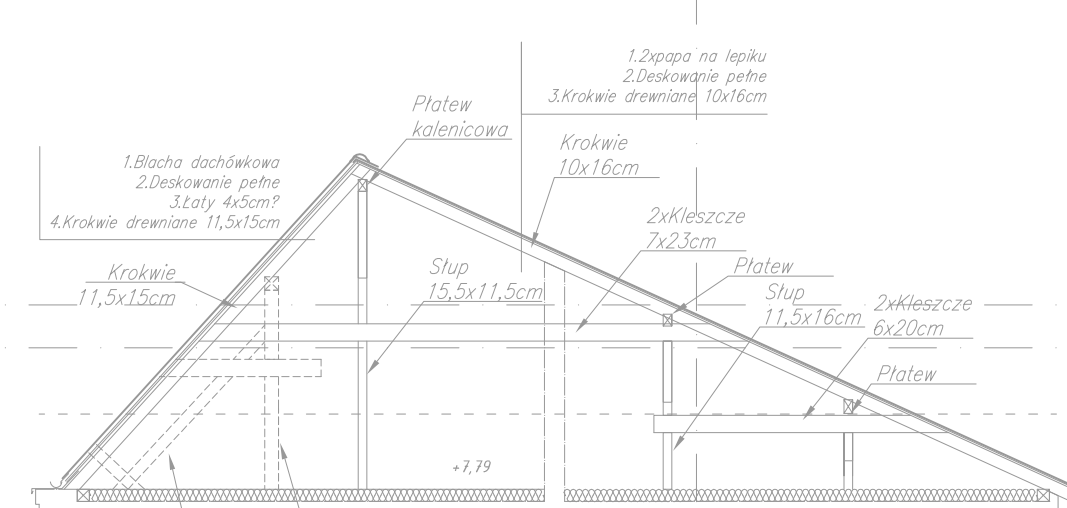 1.2xpapa na lepiku
2.Deskowanie pełne
3.Krokwie drewniane 10x16cm
Płatew
kalenicowa
Krokwie
10x16cm
1.Blacha dachówkowa
2.Deskowanie pełne
3.Łaty 4x5cm?
4.Krokwie drewniane 11,5x15cm
2xKleszcze
7x23cm
Krokwie
11,5x15cm
Słup
15,5x11,5cm
Płatew
Słup
11,5x16cm
2xKleszcze
6x20cm
Płatew
+7,79